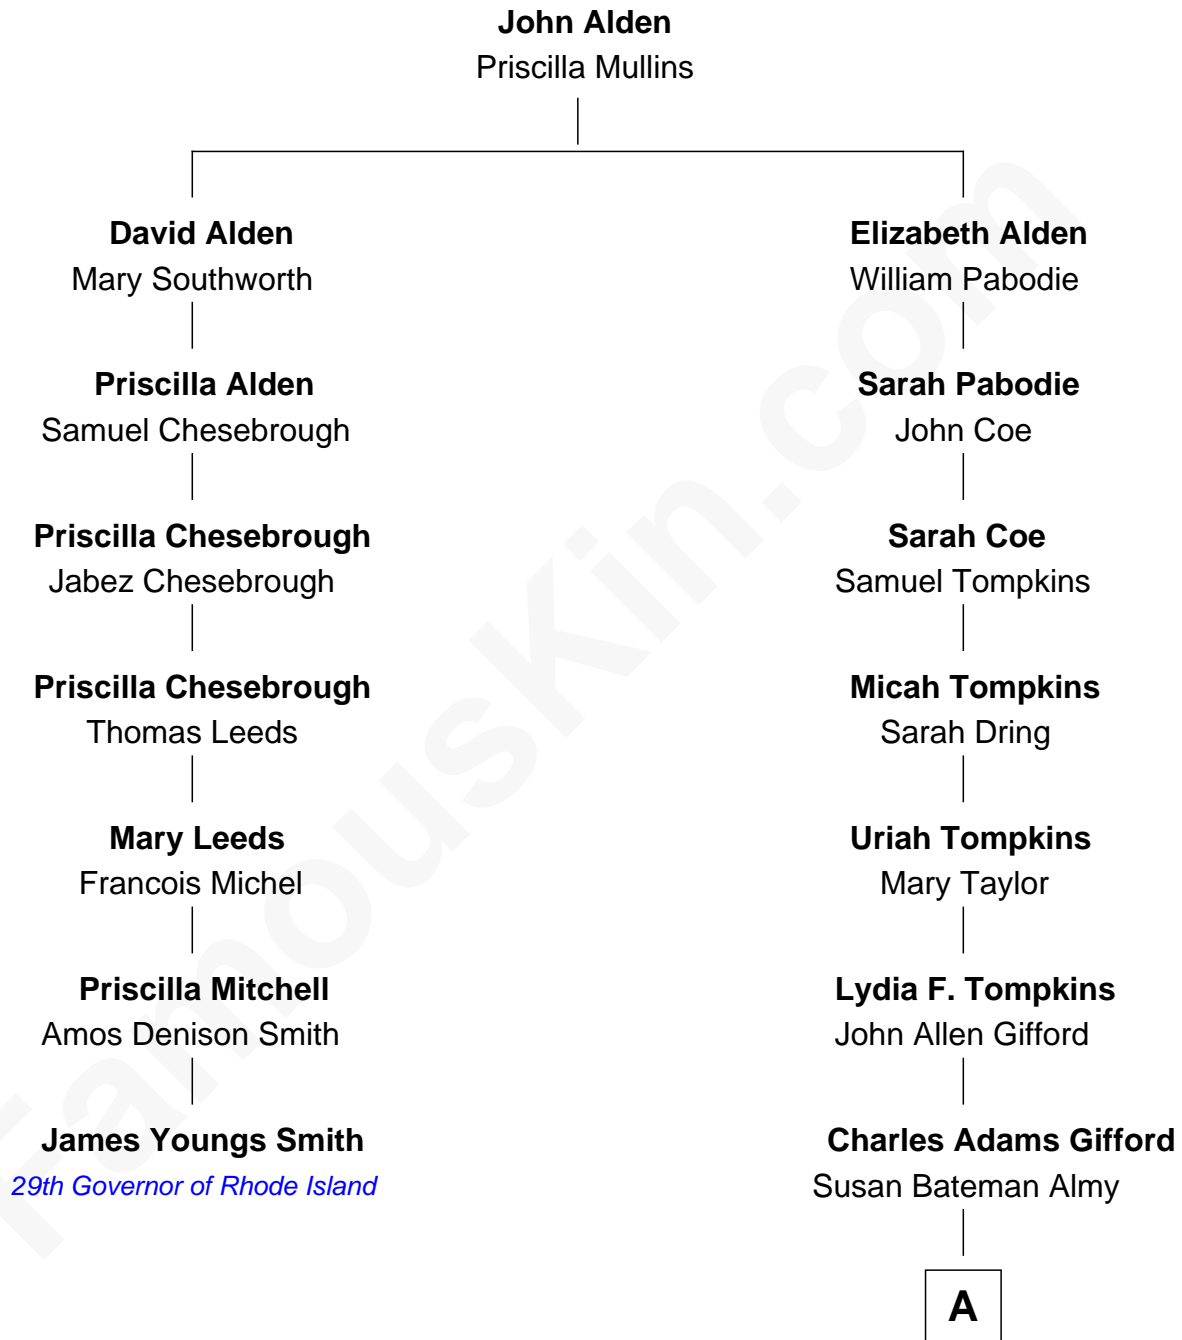 John Alden
Priscilla Mullins
David Alden
Mary Southworth
Elizabeth Alden
William Pabodie
Priscilla Alden
Samuel Chesebrough
Sarah Pabodie
John Coe
Priscilla Chesebrough
Jabez Chesebrough
Sarah Coe
Samuel Tompkins
Priscilla Chesebrough
Thomas Leeds
Micah Tompkins
Sarah Dring
Mary Leeds
Francois Michel
Uriah Tompkins
Mary Taylor
Priscilla Mitchell
Amos Denison Smith
Lydia F. Tompkins
John Allen Gifford
James Youngs Smith
29th Governor of Rhode Island
Charles Adams Gifford
Susan Bateman Almy
A
FamousKin.com